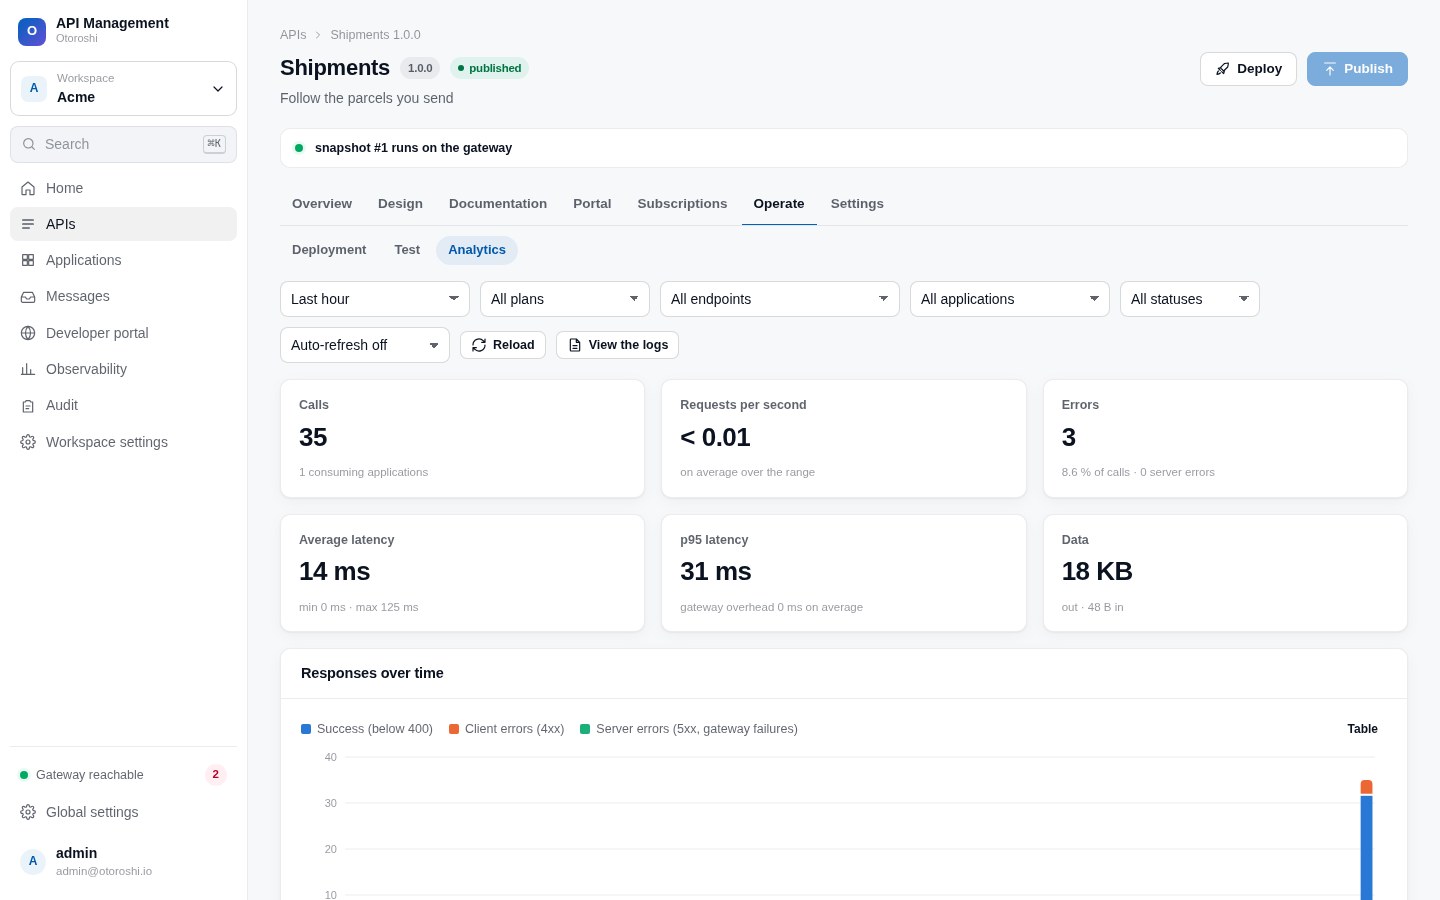 API Management
Otoroshi
Workspace
Acme
Search
⌘K
Home
APIs
Applications
Messages
Developer portal
Observability
Audit
Workspace settings
Gateway reachable
2
Global settings
A
admin
admin@otoroshi.io
APIs
Shipments 1.0.0
Shipments
1.0.0
published
Deploy
Publish
Follow the parcels you send
snapshot #1 runs on the gateway
Overview
Design
Documentation
Portal
Subscriptions
Operate
Settings
Deployment
Test
Analytics
Last hour
All plans
All endpoints
All applications
All statuses
Auto-refresh off
Reload
View the logs
Calls
35
1 consuming applications
Requests per second
< 0.01
on average over the range
Errors
3
8.6 % of calls · 0 server errors
Average latency
14 ms
min 0 ms · max 125 ms
p95 latency
31 ms
gateway overhead 0 ms on average
Data
18 KB
out · 48 B in
Responses over time
Success (below 400)
Client errors (4xx)
Server errors (5xx, gateway failures)
Table
40
30
20
10